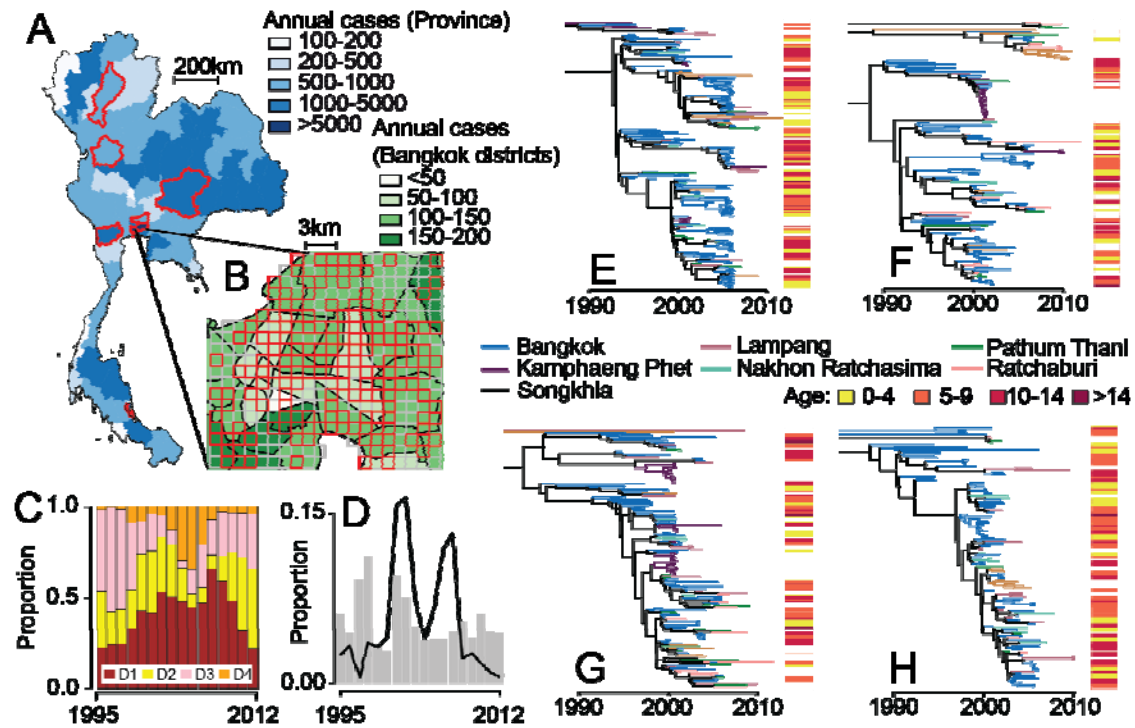 A
Annual cases (Province)
100-200
200-500
500-1000
1000-5000
>5000
200km
Annual cases
(Bangkok districts)
<50
50-100
100-150
150-200
3km
B
E
1990 2000 2010
F
1990 2000 2010
Bangkok Lampang Pathum Thani
Kamphaeng Phet Nakhon Ratchasima Ratchaburi
Songkhla
Age: 0-4 5-9 10-14 >14
C
Proportion
1.0
0.5
0.0
D1 D2 D3 D4
1995 2012
D
Proportion
0.15
0.00
1995 2012
G
1990 2000 2010
H
1990 2000 2010